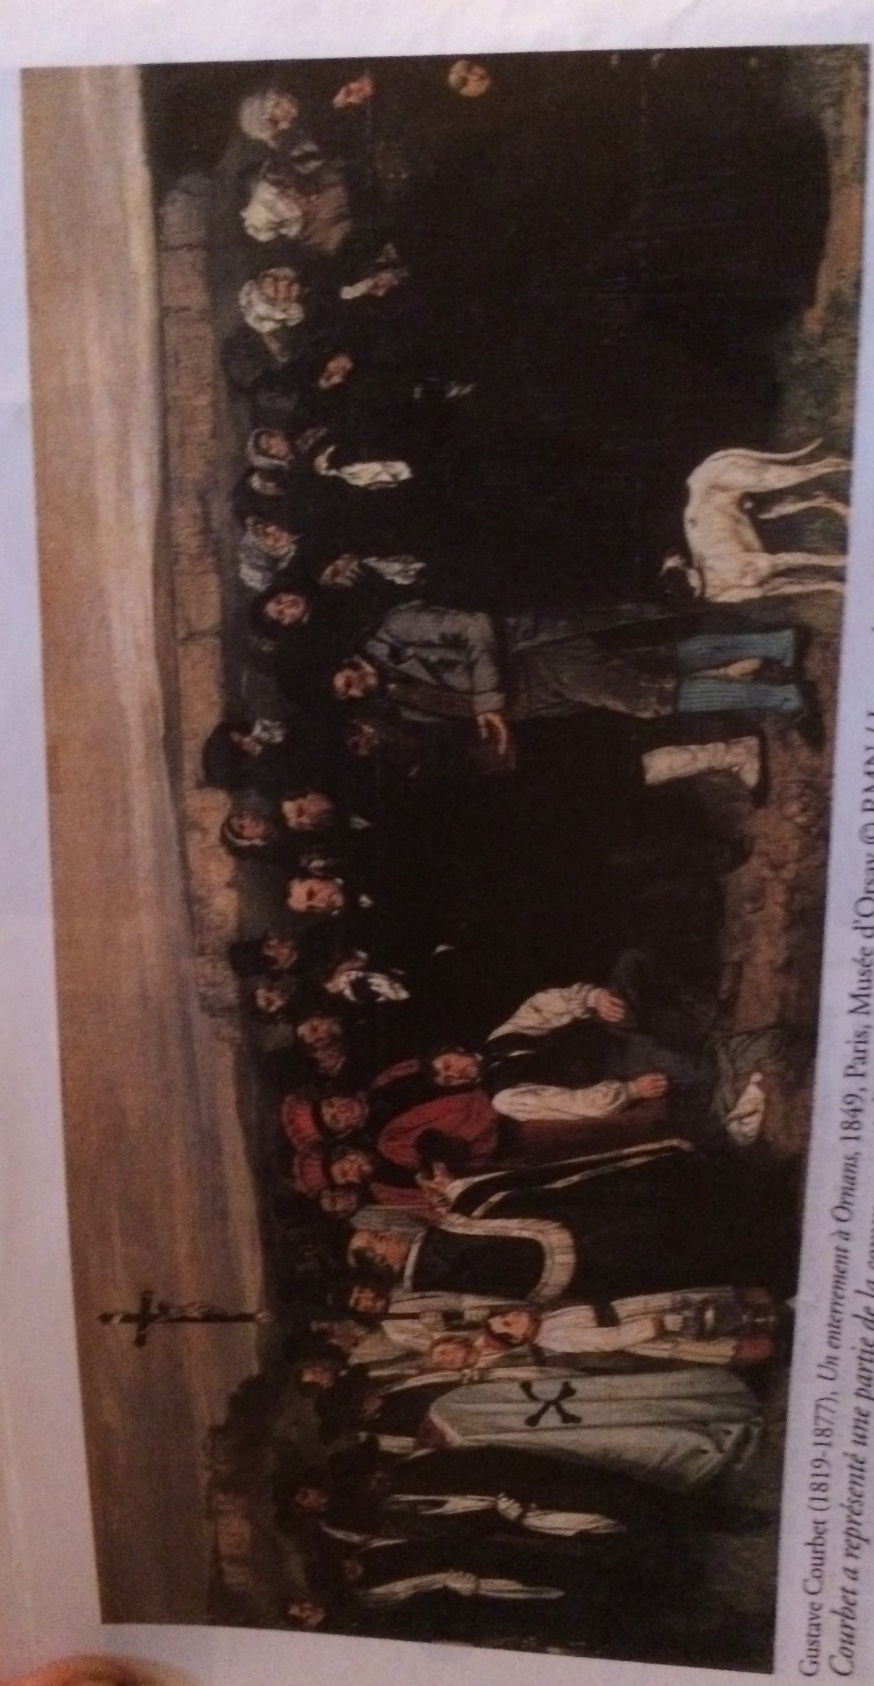 Gustave Courbet (1819-1877), Un enterrement à Ornans, 1849, Paris, Musée d'Orsay © RMN /
Courbet a représenté une partie de la